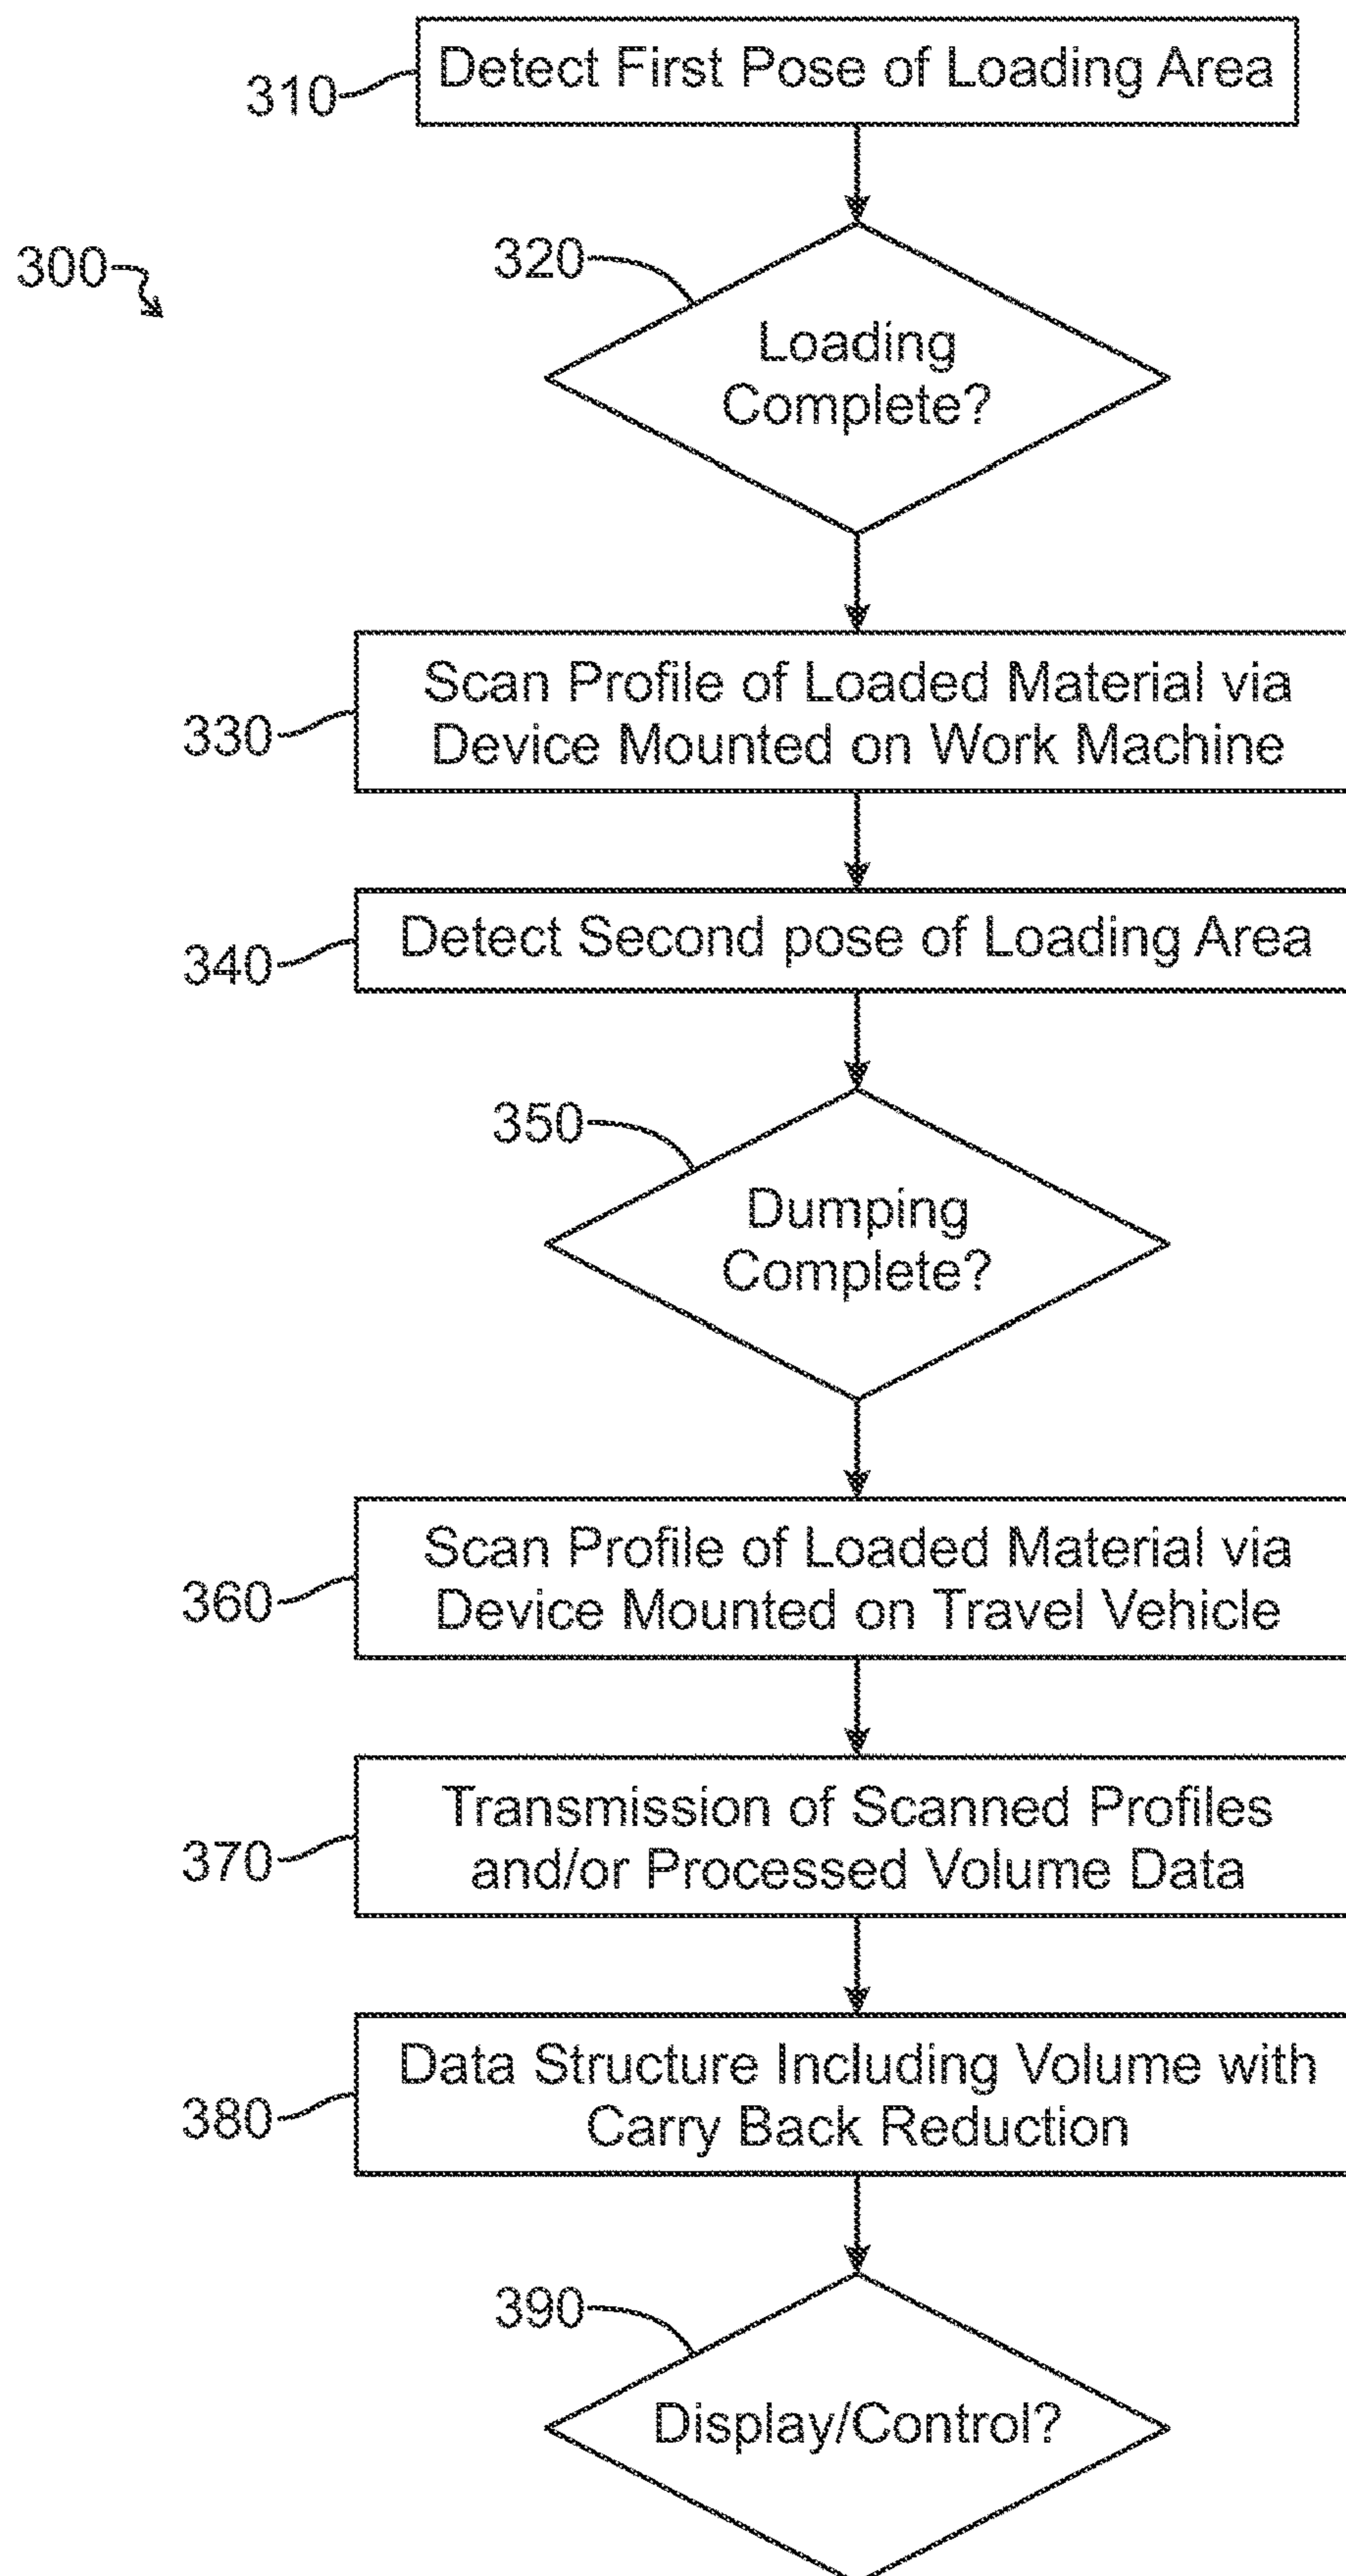 310
Detect First Pose of Loading Area
300
320
Loading
Complete?
330
Scan Profile of Loaded Material via
Device Mounted on Work Machine
340
Detect Second pose of Loading Area
350
Dumping
Complete?
360
Scan Profile of Loaded Material via
Device Mounted on Travel Vehicle
370
Transmission of Scanned Profiles
and/or Processed Volume Data
380
Data Structure Including Volume with
Carry Back Reduction
390
Display/Control?